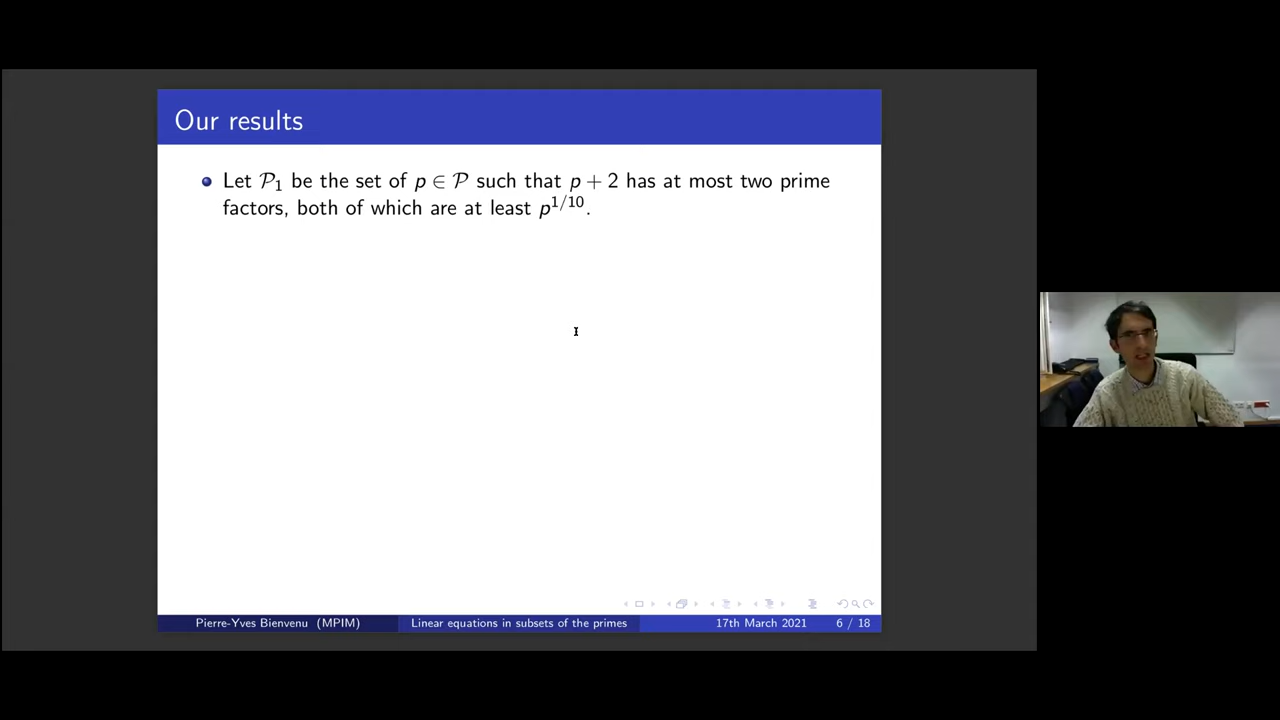 Our results
Let 𝒫₁ be the set of p ∈ 𝒫 such that p + 2 has at most two prime
factors, both of which are at least p^{1/10}.
Pierre-Yves Bienvenu (MPIM) Linear equations in subsets of the primes 17th March 2021 6 / 18